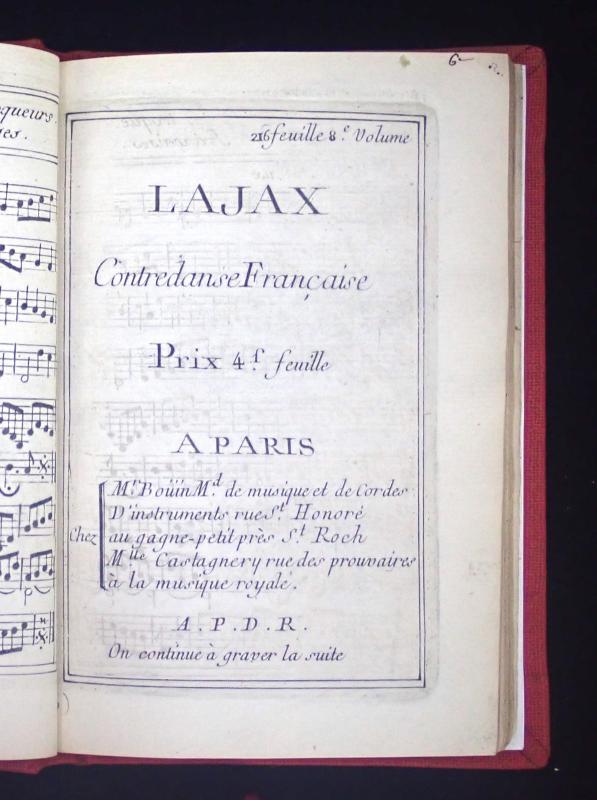 queurs.
6
216 feuille 8.e Volume
LAJAX
Contredanse Française
Prix 4.f feuille
A PARIS
Chez
M.r Boüin M.d de musique et de Cordes
D'instruments rue S.t Honoré
au gagne-petit près S.t Roch
M.lle Castagnery rue des prouvaires
à la musique royale.
A. P. D. R.
On continue à graver la suite